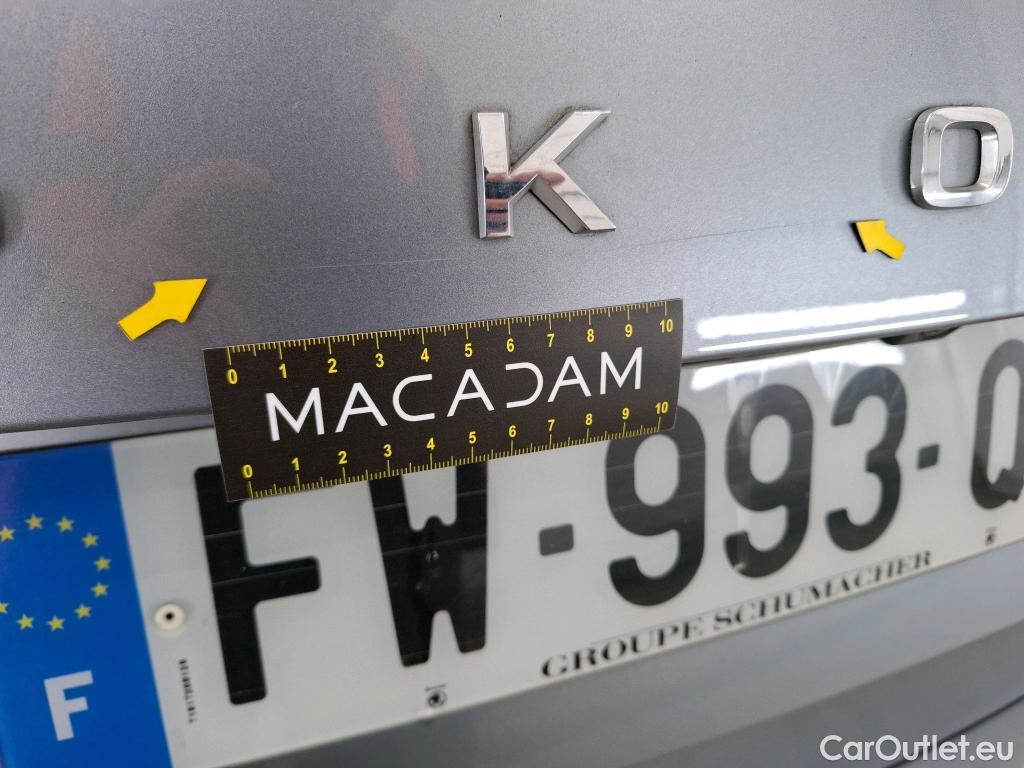 K O
0 1 2 3 4 5 6 7 8 9 10
MACADAM
0 1 2 3 4 5 6 7 8 9 10
F FW-993-Q
GROUPE SCHUMACHER
CarOutlet.eu